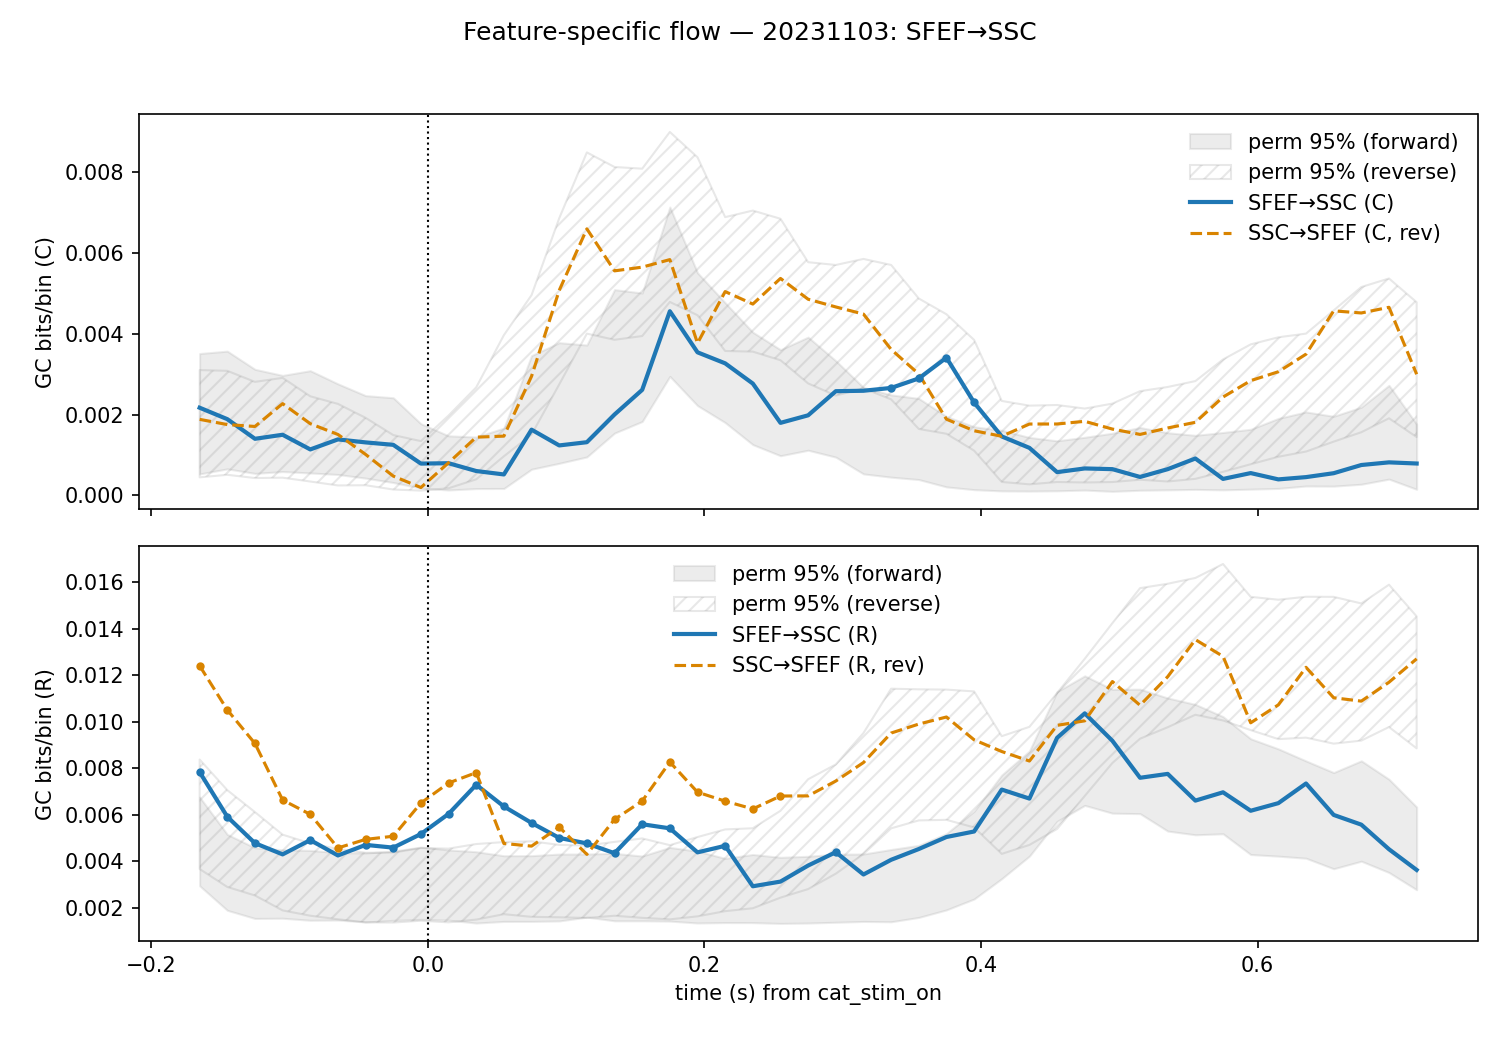 Feature-specific flow — 20231103: SFEF→SSC
GC bits/bin (C)
0.008
0.006
0.004
0.002
0.000
perm 95% (forward)
perm 95% (reverse)
SFEF→SSC (C)
SSC→SFEF (C, rev)
GC bits/bin (R)
0.016
0.014
0.012
0.010
0.008
0.006
0.004
0.002
perm 95% (forward)
perm 95% (reverse)
SFEF→SSC (R)
SSC→SFEF (R, rev)
−0.2 0.0 0.2 0.4 0.6
time (s) from cat_stim_on